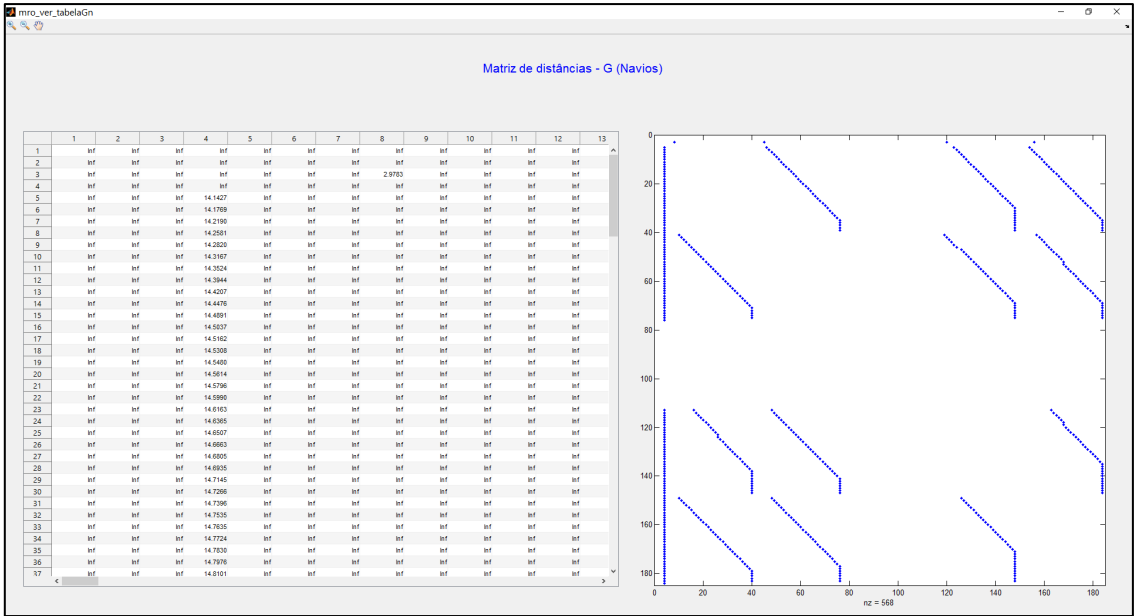 mro_ver_tabelaGn
Matriz de distâncias - G (Navios)
1 2 3 4 5 6 7 8 9 10 11 12 13
1 Inf Inf Inf Inf Inf Inf Inf Inf Inf Inf Inf Inf
2 Inf Inf Inf Inf Inf Inf Inf Inf Inf Inf Inf Inf
3 Inf Inf Inf Inf Inf Inf Inf 2.9783 Inf Inf Inf Inf
4 Inf Inf Inf Inf Inf Inf Inf Inf Inf Inf Inf Inf
5 Inf Inf Inf 14.1427 Inf Inf Inf Inf Inf Inf Inf Inf
6 Inf Inf Inf 14.1769 Inf Inf Inf Inf Inf Inf Inf Inf
7 Inf Inf Inf 14.2190 Inf Inf Inf Inf Inf Inf Inf Inf
8 Inf Inf Inf 14.2581 Inf Inf Inf Inf Inf Inf Inf Inf
9 Inf Inf Inf 14.2820 Inf Inf Inf Inf Inf Inf Inf Inf
10 Inf Inf Inf 14.3167 Inf Inf Inf Inf Inf Inf Inf Inf
11 Inf Inf Inf 14.3524 Inf Inf Inf Inf Inf Inf Inf Inf
12 Inf Inf Inf 14.3944 Inf Inf Inf Inf Inf Inf Inf Inf
13 Inf Inf Inf 14.4207 Inf Inf Inf Inf Inf Inf Inf Inf
14 Inf Inf Inf 14.4476 Inf Inf Inf Inf Inf Inf Inf Inf
15 Inf Inf Inf 14.4891 Inf Inf Inf Inf Inf Inf Inf Inf
16 Inf Inf Inf 14.5037 Inf Inf Inf Inf Inf Inf Inf Inf
17 Inf Inf Inf 14.5162 Inf Inf Inf Inf Inf Inf Inf Inf
18 Inf Inf Inf 14.5308 Inf Inf Inf Inf Inf Inf Inf Inf
19 Inf Inf Inf 14.5480 Inf Inf Inf Inf Inf Inf Inf Inf
20 Inf Inf Inf 14.5614 Inf Inf Inf Inf Inf Inf Inf Inf
21 Inf Inf Inf 14.5796 Inf Inf Inf Inf Inf Inf Inf Inf
22 Inf Inf Inf 14.5990 Inf Inf Inf Inf Inf Inf Inf Inf
23 Inf Inf Inf 14.6163 Inf Inf Inf Inf Inf Inf Inf Inf
24 Inf Inf Inf 14.6365 Inf Inf Inf Inf Inf Inf Inf Inf
25 Inf Inf Inf 14.6507 Inf Inf Inf Inf Inf Inf Inf Inf
26 Inf Inf Inf 14.6663 Inf Inf Inf Inf Inf Inf Inf Inf
27 Inf Inf Inf 14.6805 Inf Inf Inf Inf Inf Inf Inf Inf
28 Inf Inf Inf 14.6935 Inf Inf Inf Inf Inf Inf Inf Inf
29 Inf Inf Inf 14.7145 Inf Inf Inf Inf Inf Inf Inf Inf
30 Inf Inf Inf 14.7266 Inf Inf Inf Inf Inf Inf Inf Inf
31 Inf Inf Inf 14.7396 Inf Inf Inf Inf Inf Inf Inf Inf
32 Inf Inf Inf 14.7535 Inf Inf Inf Inf Inf Inf Inf Inf
33 Inf Inf Inf 14.7635 Inf Inf Inf Inf Inf Inf Inf Inf
34 Inf Inf Inf 14.7724 Inf Inf Inf Inf Inf Inf Inf Inf
35 Inf Inf Inf 14.7830 Inf Inf Inf Inf Inf Inf Inf Inf
36 Inf Inf Inf 14.7976 Inf Inf Inf Inf Inf Inf Inf Inf
37 Inf Inf Inf 14.8101 Inf Inf Inf Inf Inf Inf Inf Inf
0
20
40
60
80
100
120
140
160
180
0 20 40 60 80 100 120 140 160 180
nz = 568